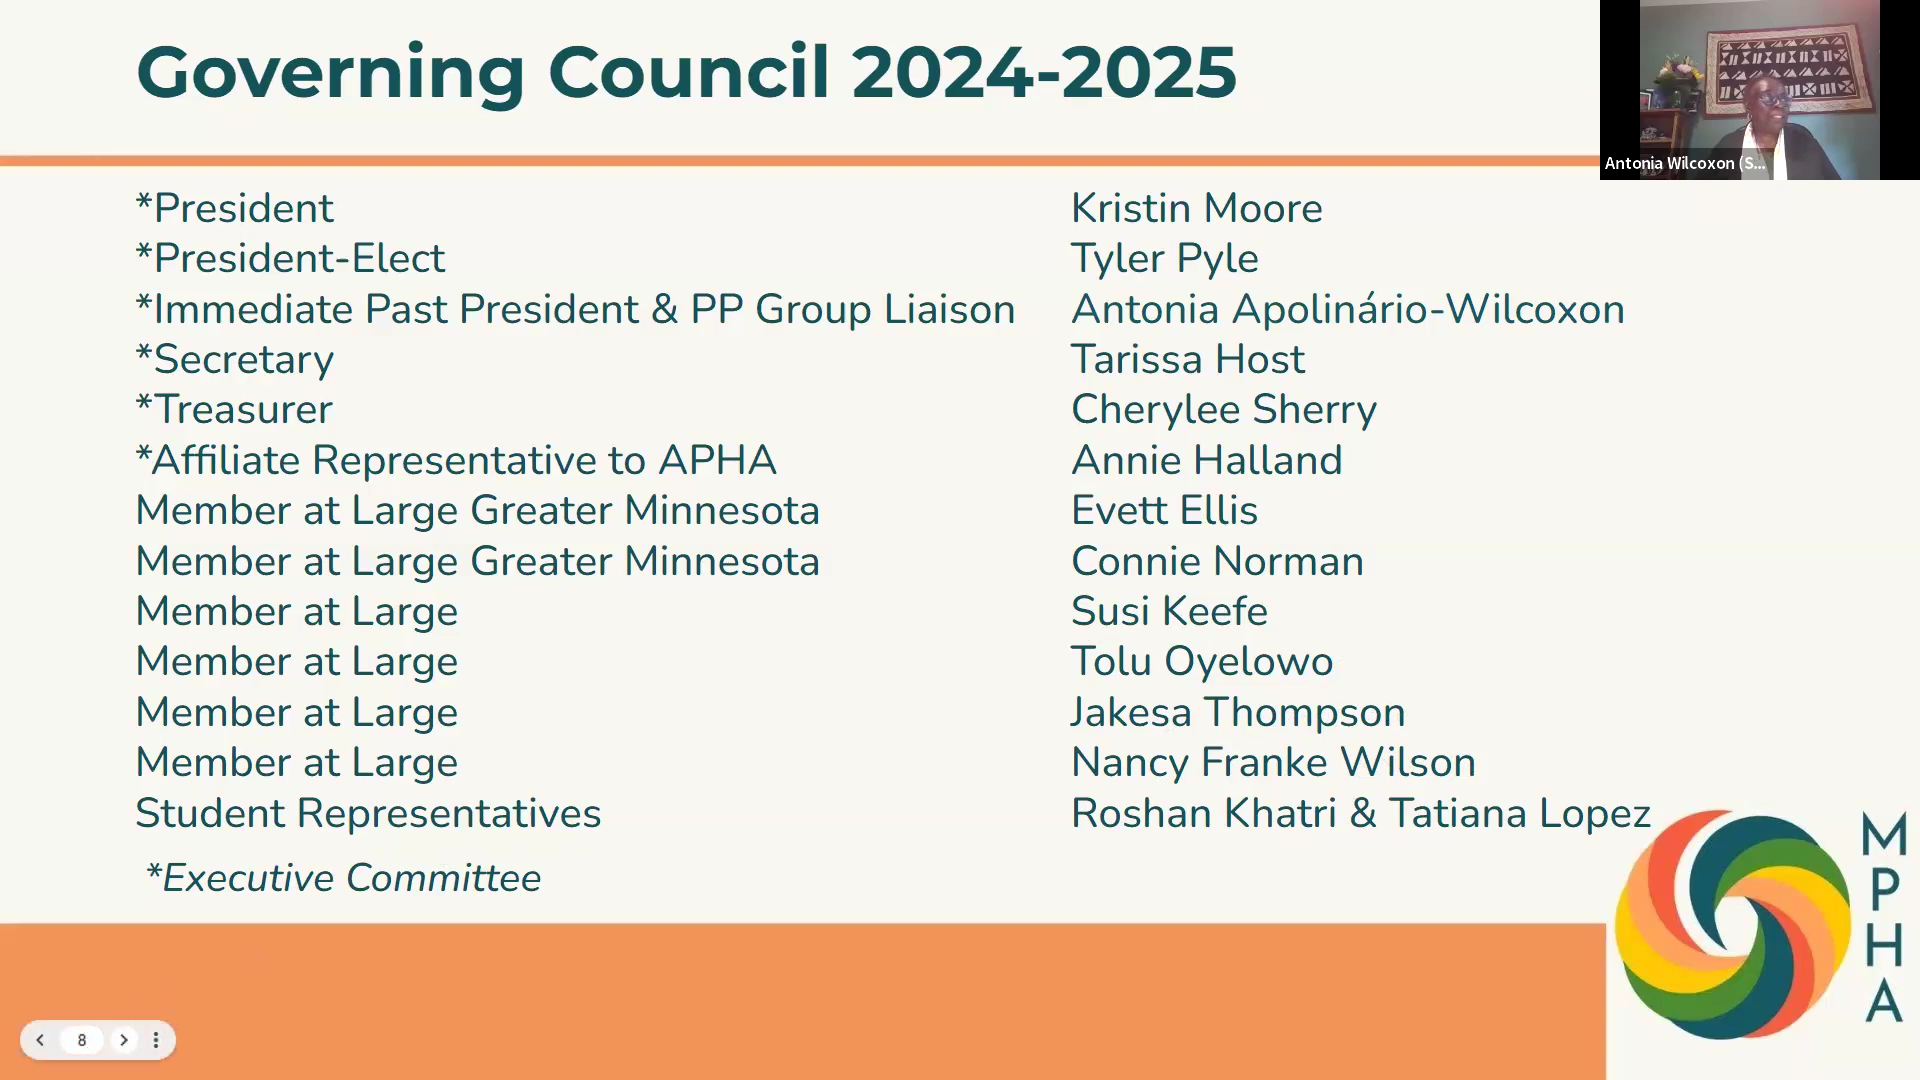 Governing Council 2024-2025
Antonia Wilcoxon (S...
*President Kristin Moore
*President-Elect Tyler Pyle
*Immediate Past President & PP Group Liaison Antonia Apolinário-Wilcoxon
*Secretary Tarissa Host
*Treasurer Cherylee Sherry
*Affiliate Representative to APHA Annie Halland
Member at Large Greater Minnesota Evett Ellis
Member at Large Greater Minnesota Connie Norman
Member at Large Susi Keefe
Member at Large Tolu Oyelowo
Member at Large Jakesa Thompson
Member at Large Nancy Franke Wilson
Student Representatives Roshan Khatri & Tatiana Lopez
*Executive Committee
M
P
H
A
8